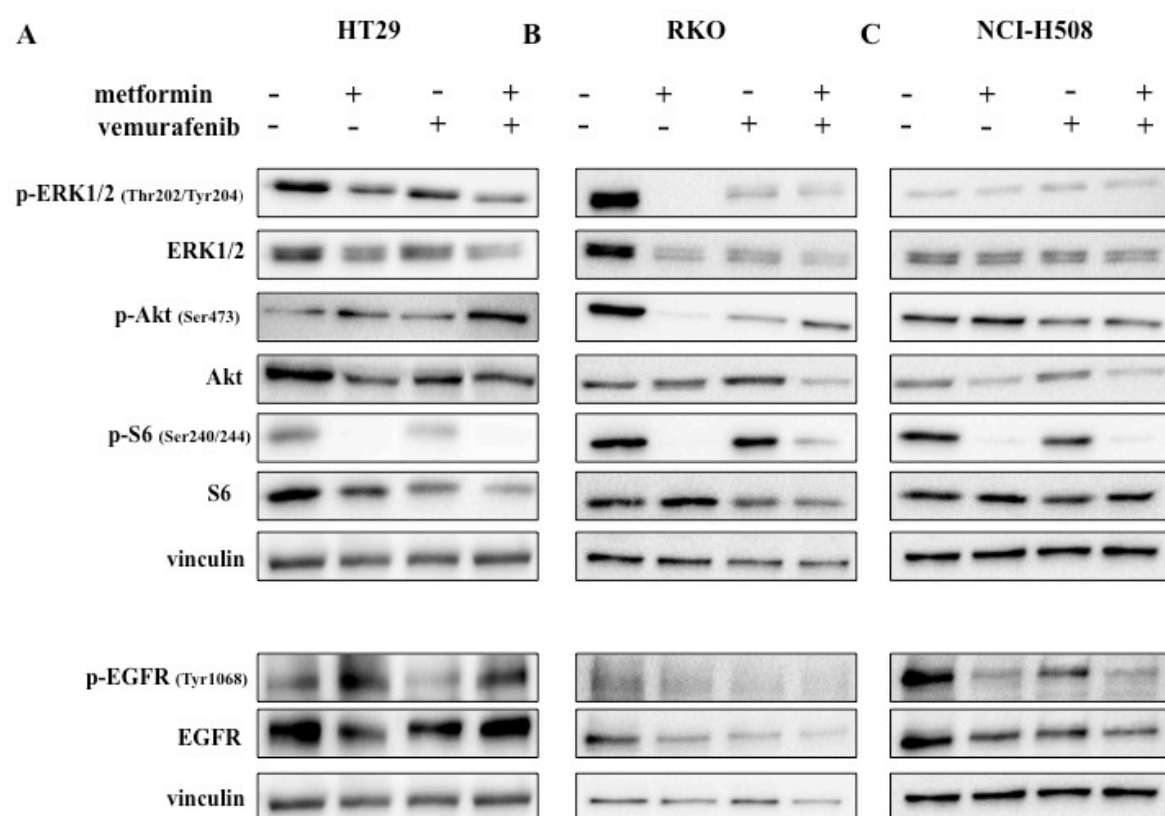 A HT29 B RKO C NCI-H508
metformin - + - + - + - + - + - +
vemurafenib - - + + - - + + - - + +
p-ERK1/2 (Thr202/Tyr204)
ERK1/2
p-Akt (Ser473)
Akt
p-S6 (Ser240/244)
S6
vinculin
p-EGFR (Tyr1068)
EGFR
vinculin